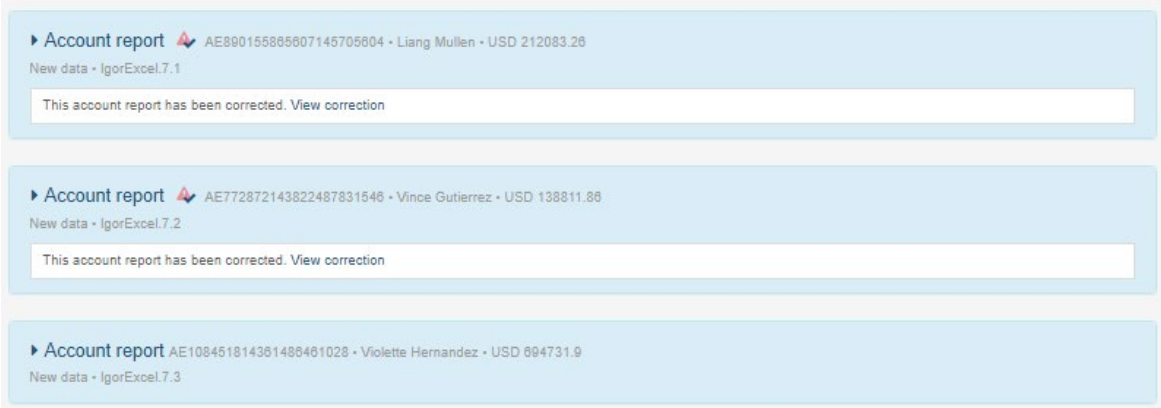 Account report AE890155865607145705604 • Liang Mullen • USD 212083.26
New data • IgorExcel.7.1
This account report has been corrected. View correction
Account report AE772872143822487831546 • Vince Gutierrez • USD 138811.86
New data • IgorExcel.7.2
This account report has been corrected. View correction
Account report AE108451814361486461028 • Violette Hernandez • USD 694731.9
New data • IgorExcel.7.3